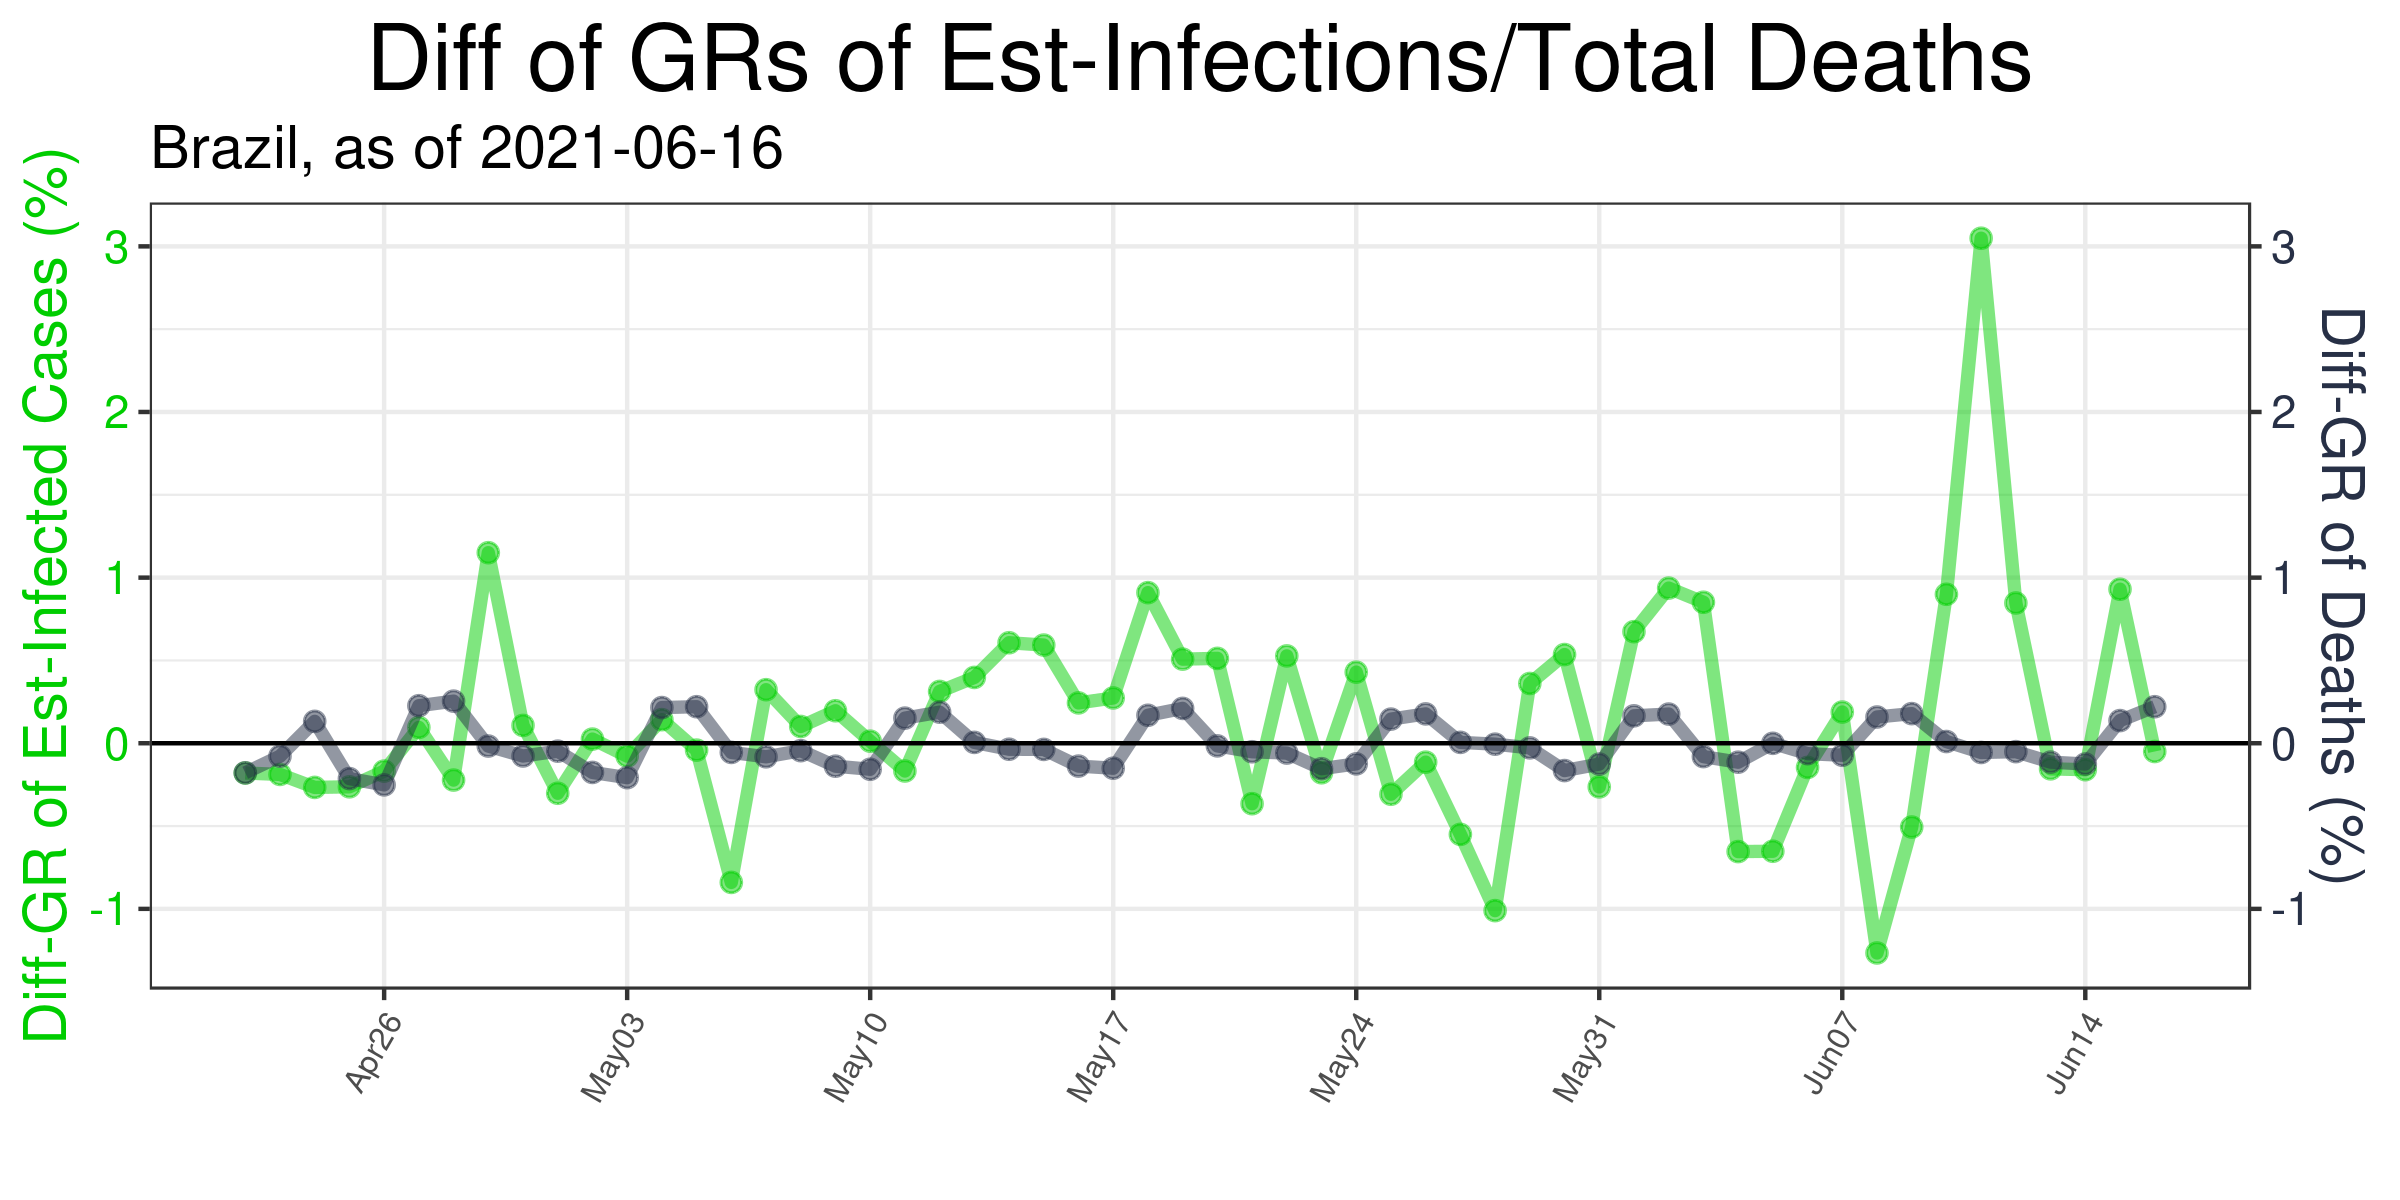 Diff of GRs of Est-Infections/Total Deaths
Brazil, as of 2021-06-16
Diff-GR of Est-Infected Cases (%)
3
2
1
0
-1
3
2
1
0
-1
Diff-GR of Deaths (%)
Apr26
May03
May10
May17
May24
May31
Jun07
Jun14